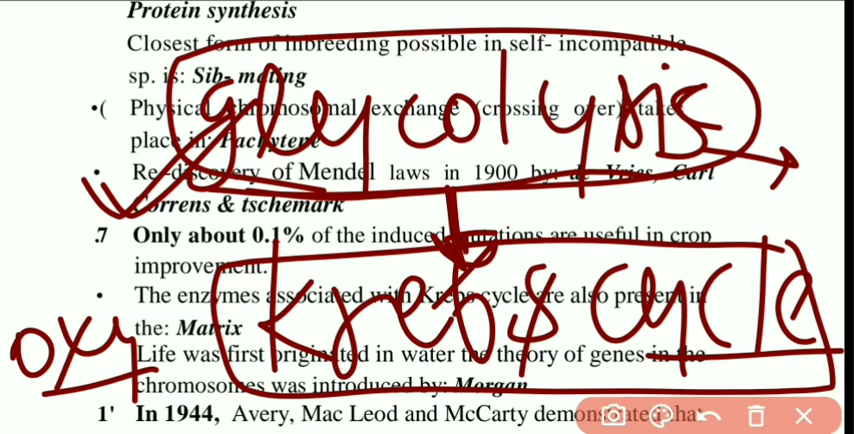 Protein synthesis
Closest form of inbreeding possible in self- incompatible
sp. is: Sib- mating
•( Physical chromosomal exchange (crossing over) take
place in: Pachytene
glycolysis
• Re-discovery of Mendel laws in 1900 by: de Vries, Carl
Correns & tschemark
.7 Only about 0.1% of the induced mutations are useful in crop
improvement.
• The enzymes associated with Krebs cycle are also present in
the: Matrix
Krebs cycle
oxy
Life was first originated in water the theory of genes in the
chromosomes was introduced by: Morgan
1' In 1944, Avery, Mac Leod and McCarty demonstrated that